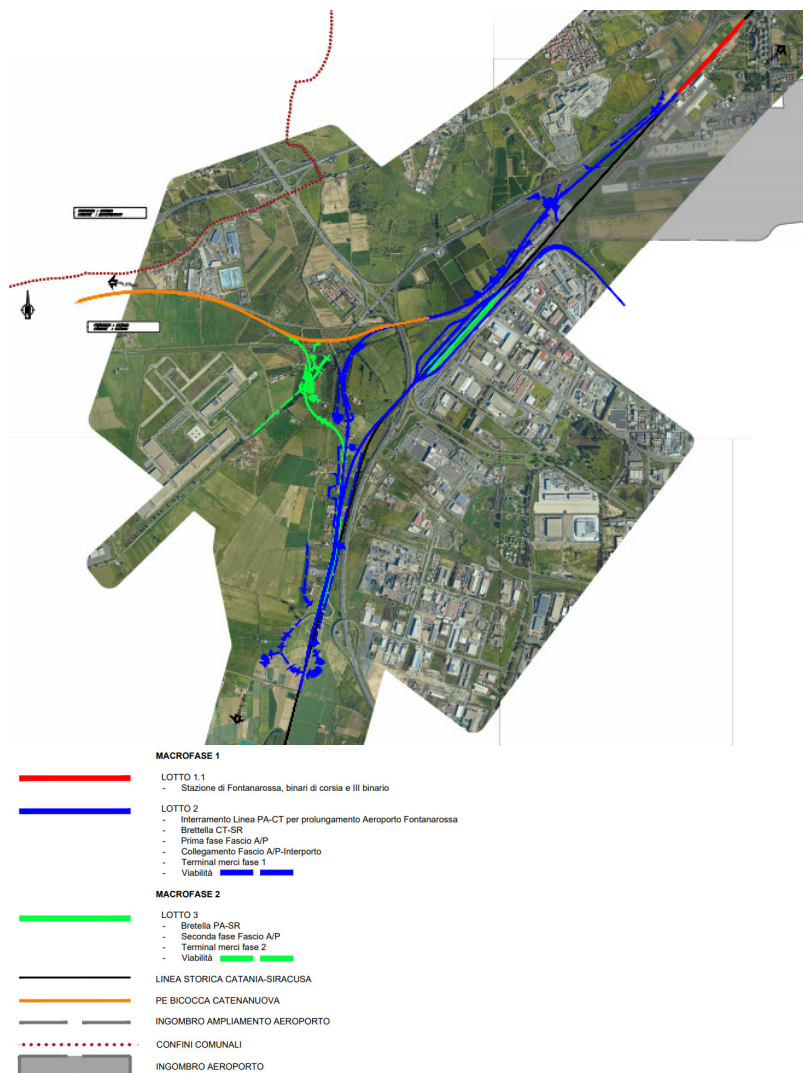 MACROFASE 1
LOTTO 1.1
- Stazione di Fontanarossa, binari di corsia e III binario
LOTTO 2
- Interramento Linea PA-CT per prolungamento Aeroporto Fontanarossa
- Brettella CT-SR
- Prima fase Fascio A/P
- Collegamento Fascio A/P-Interporto
- Terminal merci fase 1
- Viabilità
MACROFASE 2
LOTTO 3
- Bretella PA-SR
- Seconda fase Fascio A/P
- Terminal merci fase 2
- Viabilità
LINEA STORICA CATANIA-SIRACUSA
PE BICOCCA CATENANUOVA
INGOMBRO AMPLIAMENTO AEROPORTO
CONFINI COMUNALI
INGOMBRO AEROPORTO